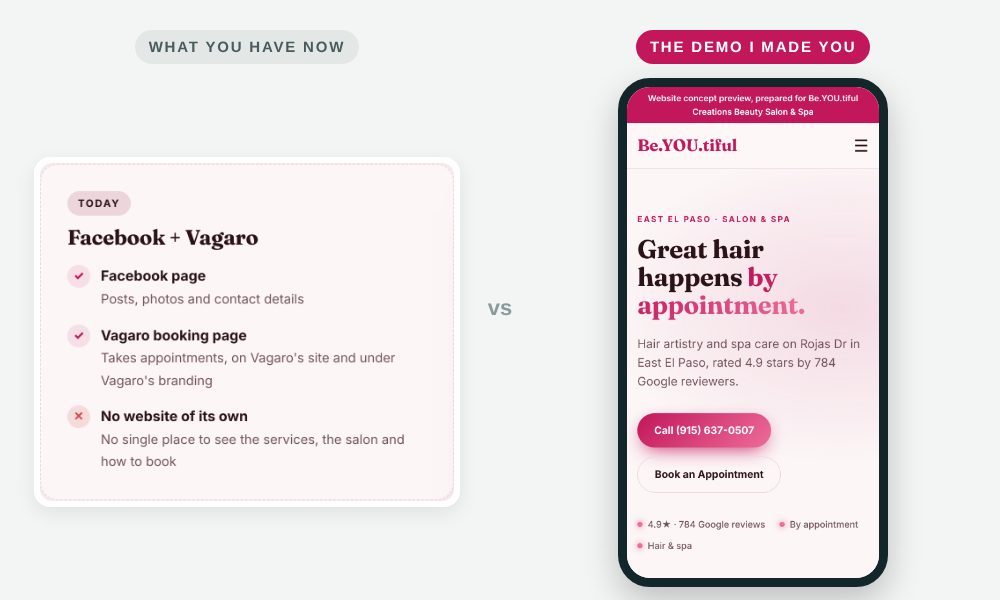 WHAT YOU HAVE NOW
TODAY
Facebook + Vagaro
Facebook page
Posts, photos and contact details
Vagaro booking page
Takes appointments, on Vagaro's site and under
Vagaro's branding
No website of its own
No single place to see the services, the salon and
how to book
vs
THE DEMO I MADE YOU
Website concept preview, prepared for Be.YOU.tiful
Creations Beauty Salon & Spa
Be.YOU.tiful
EAST EL PASO · SALON & SPA
Great hair
happens by
appointment.
Hair artistry and spa care on Rojas Dr in
East El Paso, rated 4.9 stars by 784
Google reviewers.
Call (915) 637-0507
Book an Appointment
4.9★ · 784 Google reviews
By appointment
Hair & spa